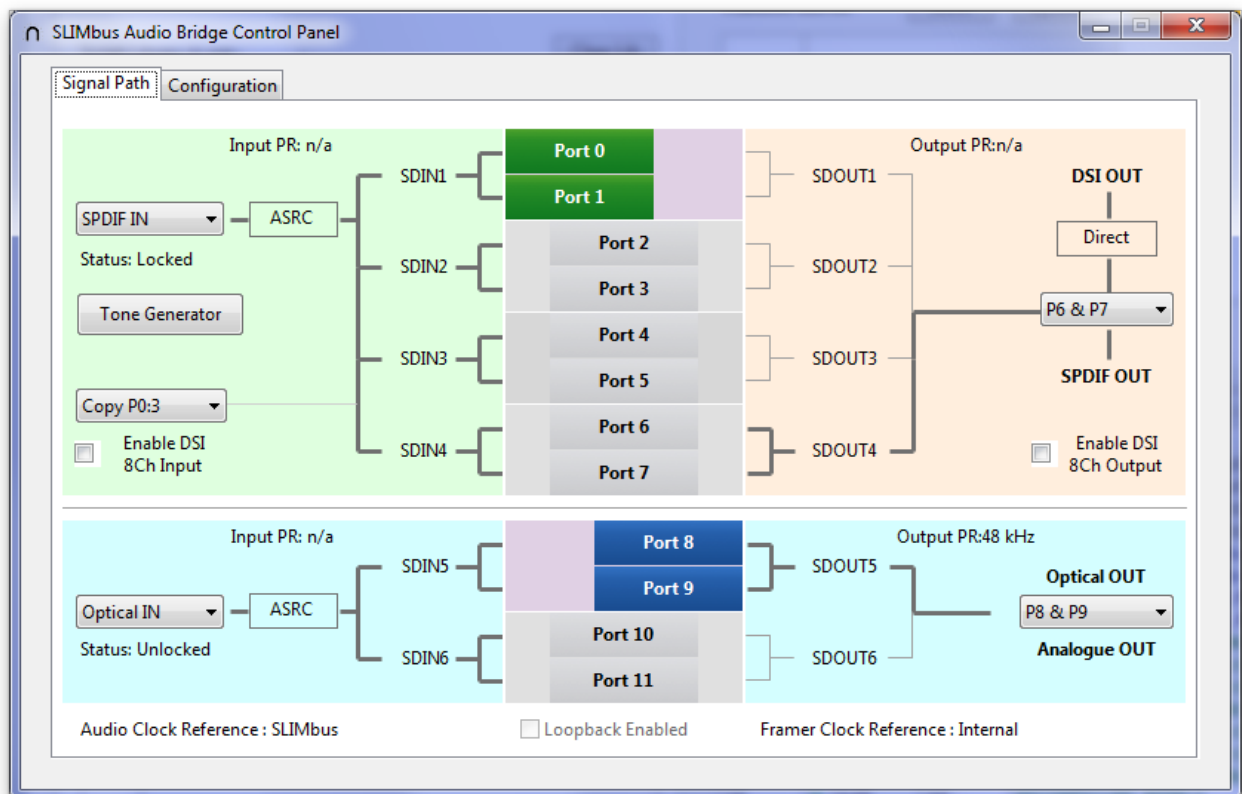 SLIMbus Audio Bridge Control Panel
Signal Path
Configuration
Input PR: n/a
SPDIF IN
ASRC
Status: Locked
Tone Generator
Copy P0:3
Enable DSI
8Ch Input
SDIN1
SDIN2
SDIN3
SDIN4
Port 0
Port 1
Port 2
Port 3
Port 4
Port 5
Port 6
Port 7
Output PR:n/a
SDOUT1
SDOUT2
SDOUT3
SDOUT4
DSI OUT
Direct
P6 & P7
SPDIF OUT
Enable DSI
8Ch Output
Input PR: n/a
Optical IN
ASRC
Status: Unlocked
SDIN5
SDIN6
Port 8
Port 9
Port 10
Port 11
Output PR:48 kHz
SDOUT5
SDOUT6
Optical OUT
P8 & P9
Analogue OUT
Audio Clock Reference : SLIMbus
Loopback Enabled
Framer Clock Reference : Internal